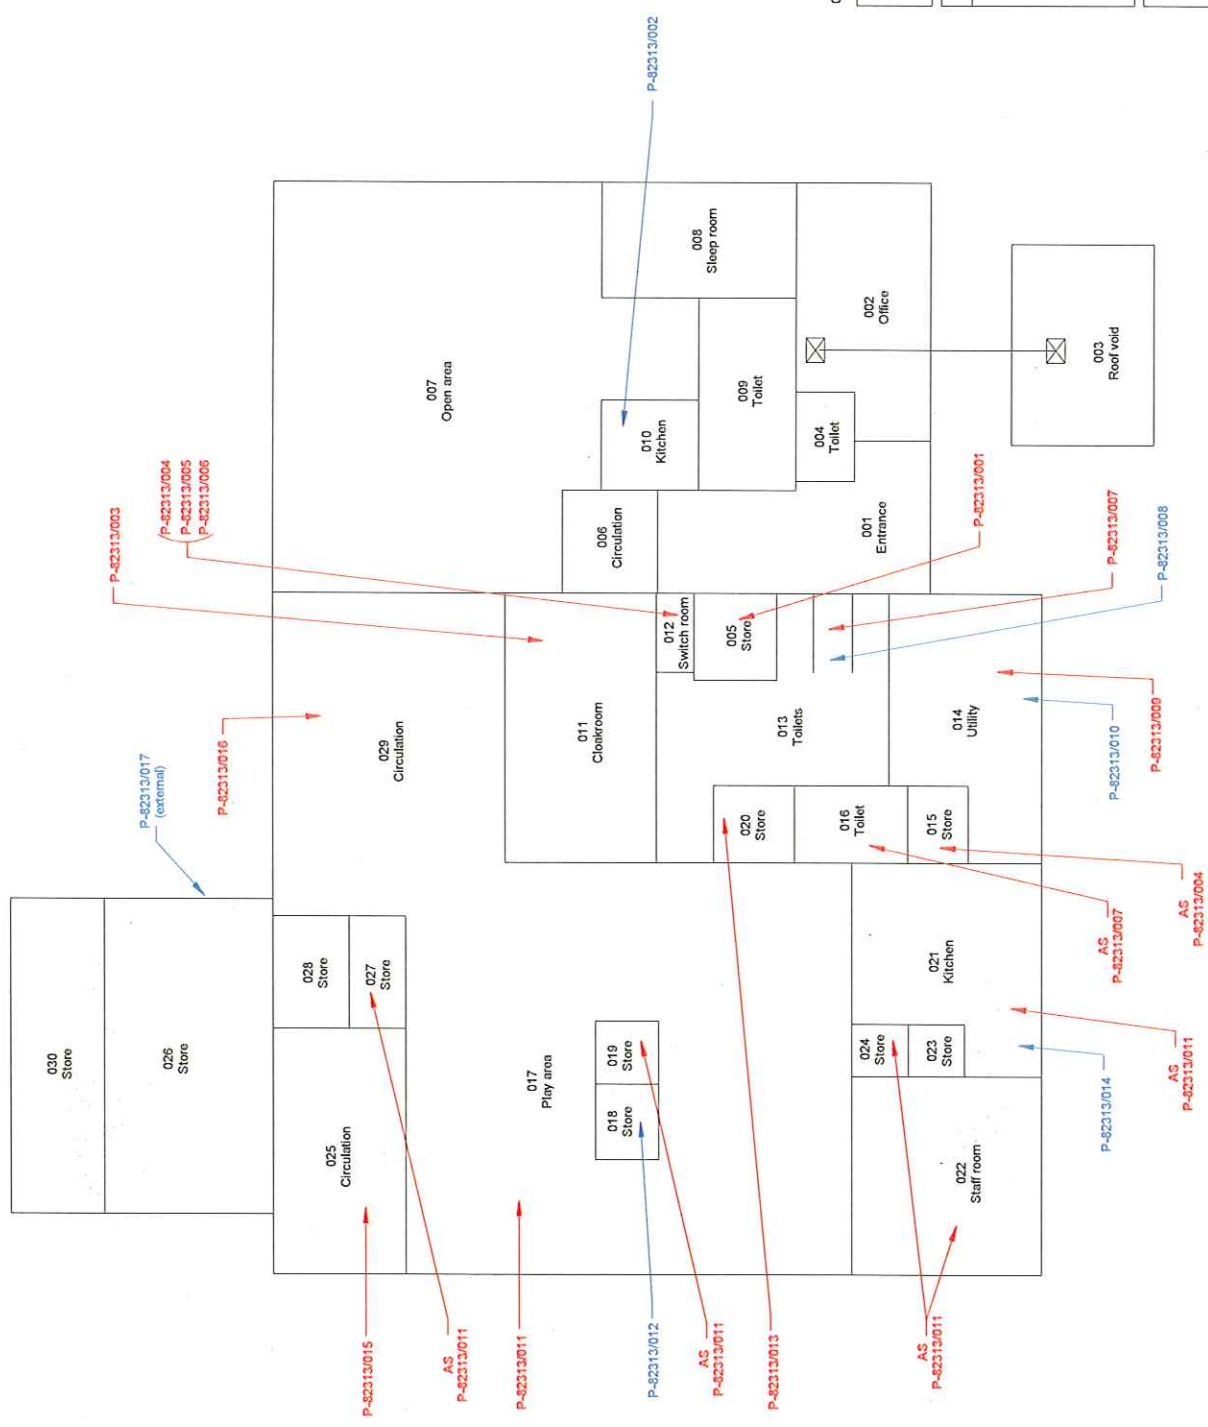 030
Store
P-82313/003
P-82313/017
(external)
026
Store
P-82313/004
P-82313/005
P-82313/006
P-82313/016
028
Store
025
Circulation
P-82313/015
027
Store
029
Circulation
007
Open area
AS
P-82313/011
P-82313/011
017
Play area
011
Cloakroom
006
Circulation
018
Store
019
Store
010
Kitchen
P-82313/012
P-82313/002
012
Switch room
008
Sleep room
AS
P-82313/011
005
Store
020
Store
009
Toilet
P-82313/013
013
Toilets
004
Toilet
016
Toilet
024
Store
001
Entrance
002
Office
AS
P-82313/011
023
Store
015
Store
021
Kitchen
014
Utility
022
Staff room
P-82313/001
003
Roof void
P-82313/014
AS
P-82313/007
P-82313/010
P-82313/007
P-82313/009
P-82313/008
AS
P-82313/011
AS
P-82313/004